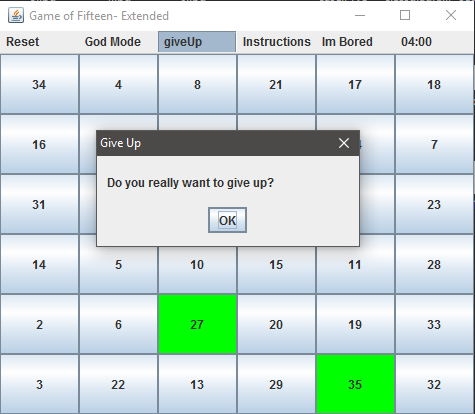 Game of Fifteen- Extended
Reset God Mode giveUp Instructions Im Bored 04:00
34 4 8 21 17 18
16 7
Give Up
Do you really want to give up?
31 23
OK
14 5 10 15 11 28
2 6 27 20 19 33
3 22 13 29 35 32